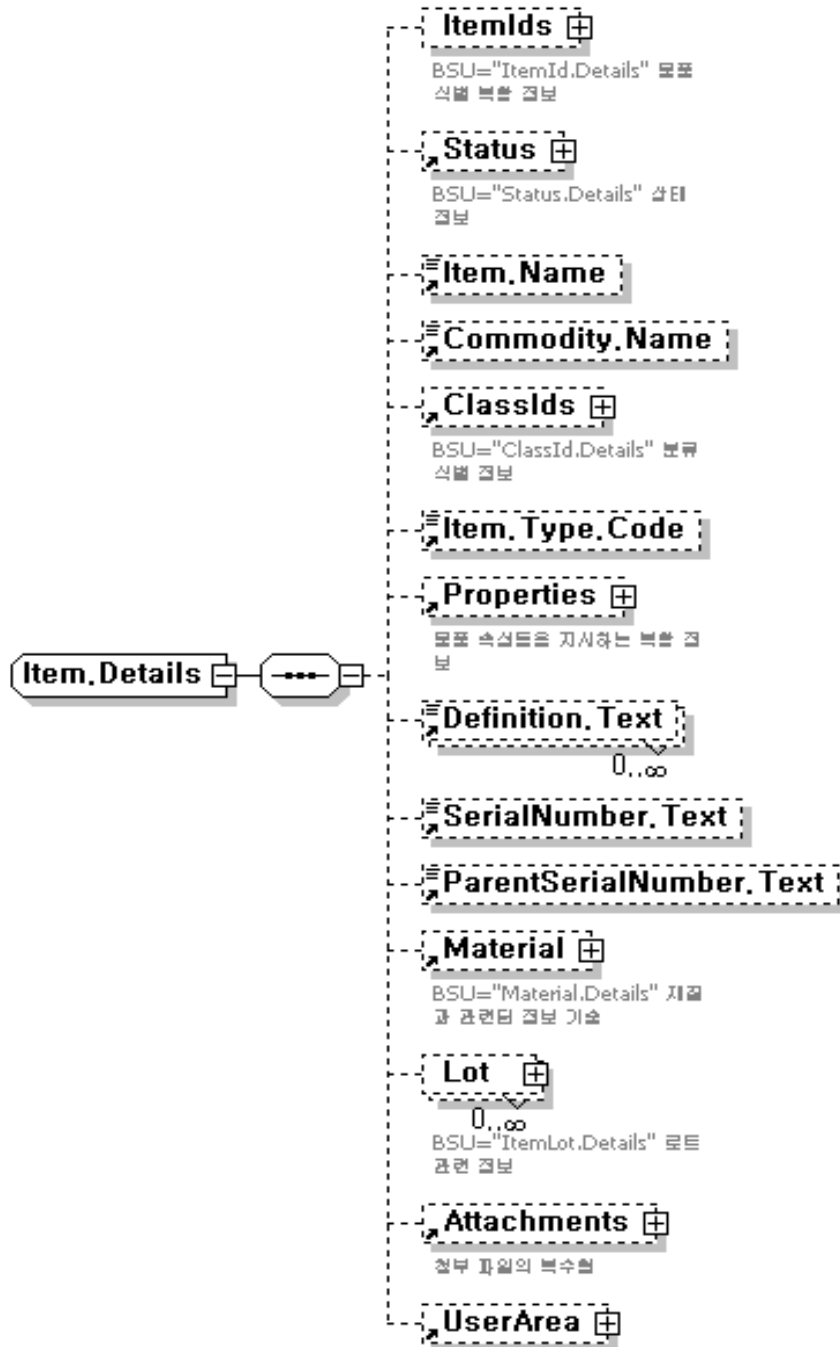 ItemIds
BSU="ItemId.Details" 품목
식별 복합 정보
Status
BSU="Status.Details" 상태
정보
Item.Name
Commodity.Name
ClassIds
BSU="ClassId.Details" 분류
식별 정보
Item.Type.Code
Properties
품목 속성들을 지시하는 복합 정
보
Item.Details
Definition.Text
0..∞
SerialNumber.Text
ParentSerialNumber.Text
Material
BSU="Material.Details" 재질
과 관련된 정보 기술
Lot
0..∞
BSU="ItemLot.Details" 로트
관련 정보
Attachments
첨부 파일의 복수형
UserArea